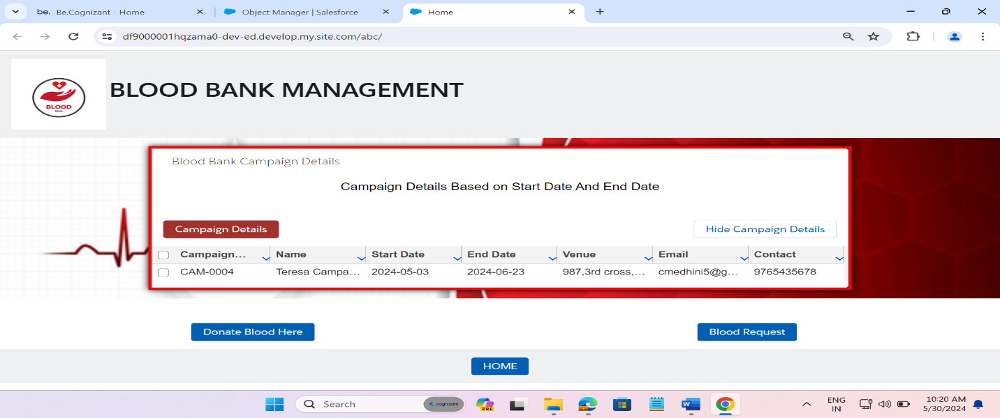 be. Be.Cognizant - Home
Object Manager | Salesforce
Home
df9000001hqzama0-dev-ed.develop.my.site.com/abc/
BLOOD
BANK
BLOOD BANK MANAGEMENT
Blood Bank Campaign Details
Campaign Details Based on Start Date And End Date
Campaign Details Hide Campaign Details
Campaign... Name Start Date End Date Venue Email Contact
CAM-0004 Teresa Campa... 2024-05-03 2024-06-23 987,3rd cross,... cmedhini5@g... 9765435678
Donate Blood Here Blood Request
HOME
Search cognizant PRE W ENG 10:20 AM
IN 5/30/2024